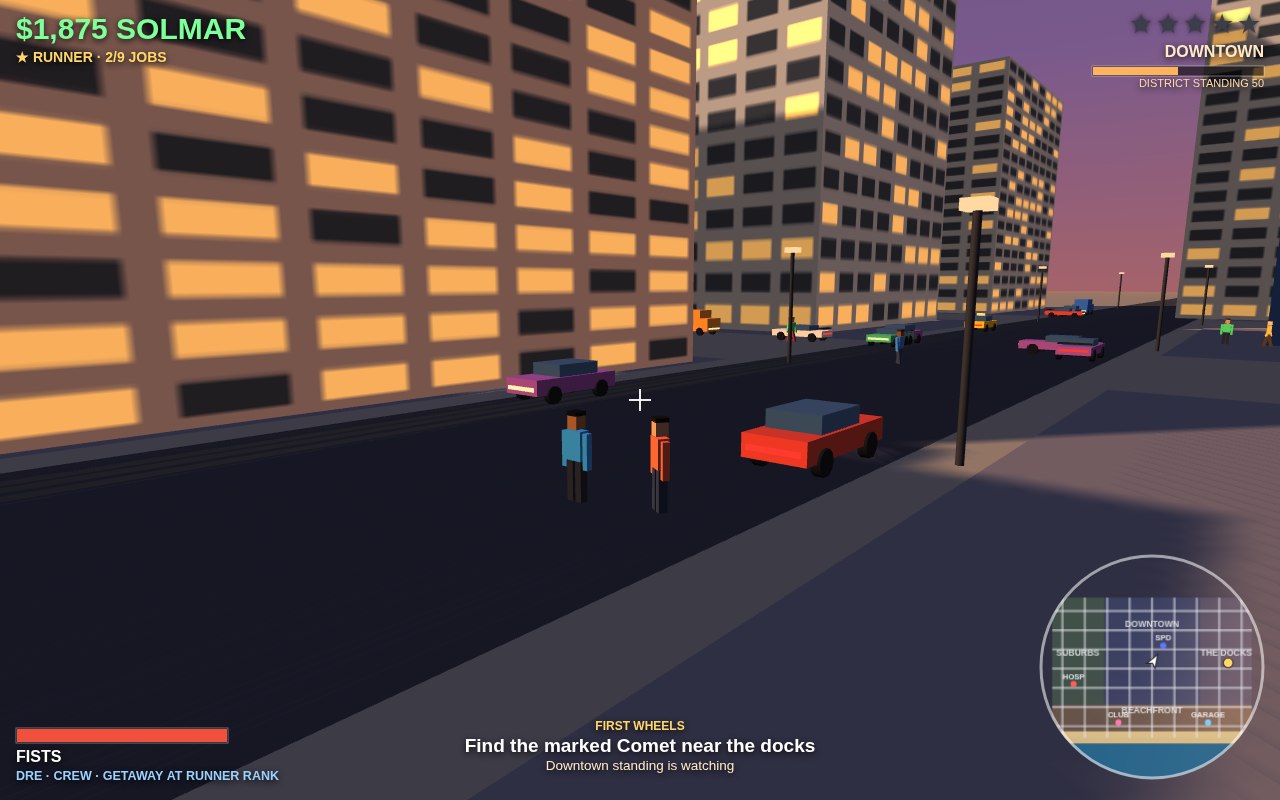 $1,875 SOLMAR
★ RUNNER · 2/9 JOBS
DOWNTOWN
DISTRICT STANDING 50
DOWNTOWN
SPD
SUBURBS
THE DOCKS
HOSP
BEACHFRONT
CLUB
GARAGE
FIRST WHEELS
Find the marked Comet near the docks
Downtown standing is watching
FISTS
DRE · CREW · GETAWAY AT RUNNER RANK